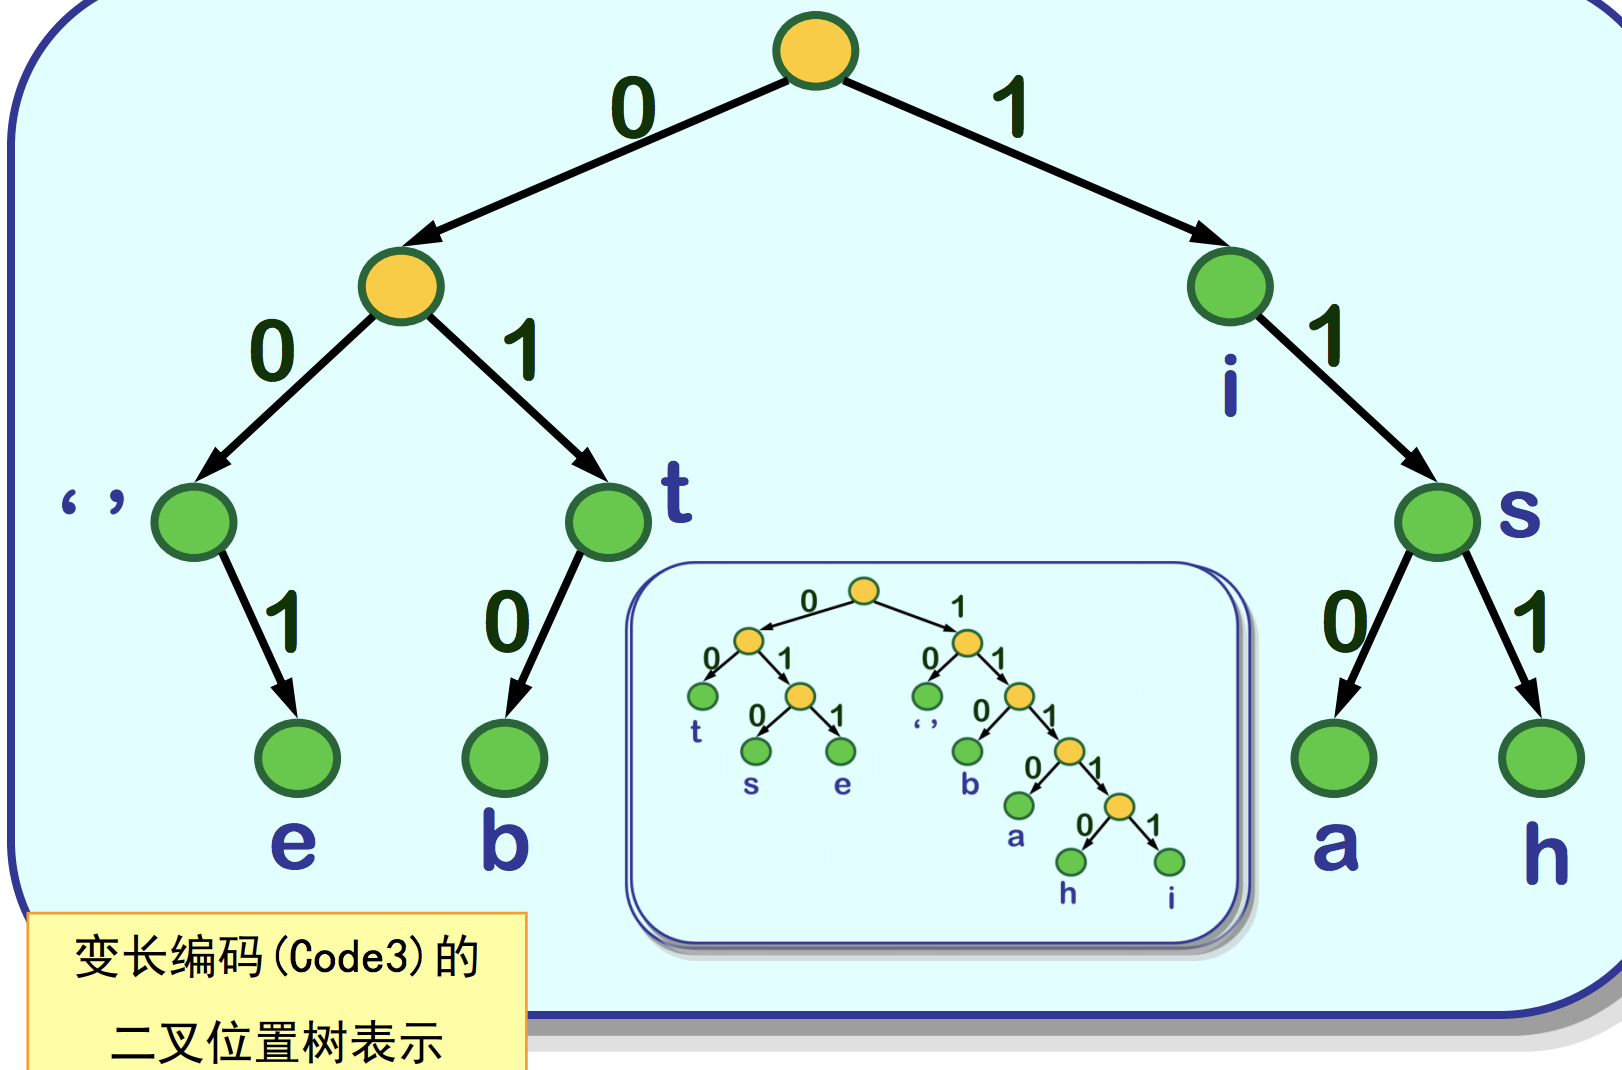 0 1
0 1 1
i
‘ ’ t s
1 0 0 1
e b a h
0 1
0 1 0 1
t 0 1 ‘ ’ 0 1
s e b 0 1
a 0 1
h i
变长编码(Code3)的
二叉位置树表示